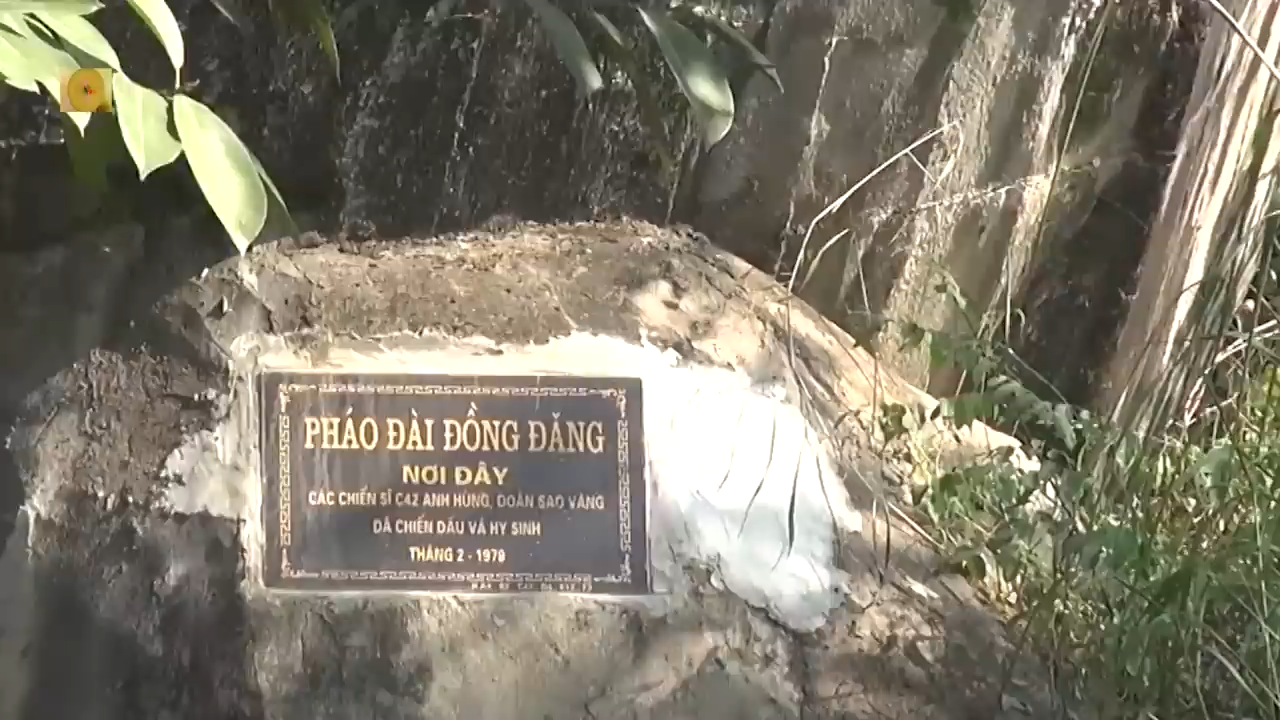 PHÁO ĐÀI ĐỒNG ĐĂNG
NƠI ĐÂY
CÁC CHIẾN SĨ C42 ANH HÙNG, ĐOÀN SAO VÀNG
ĐÃ CHIẾN ĐẤU VÀ HY SINH
THÁNG 2 - 1979